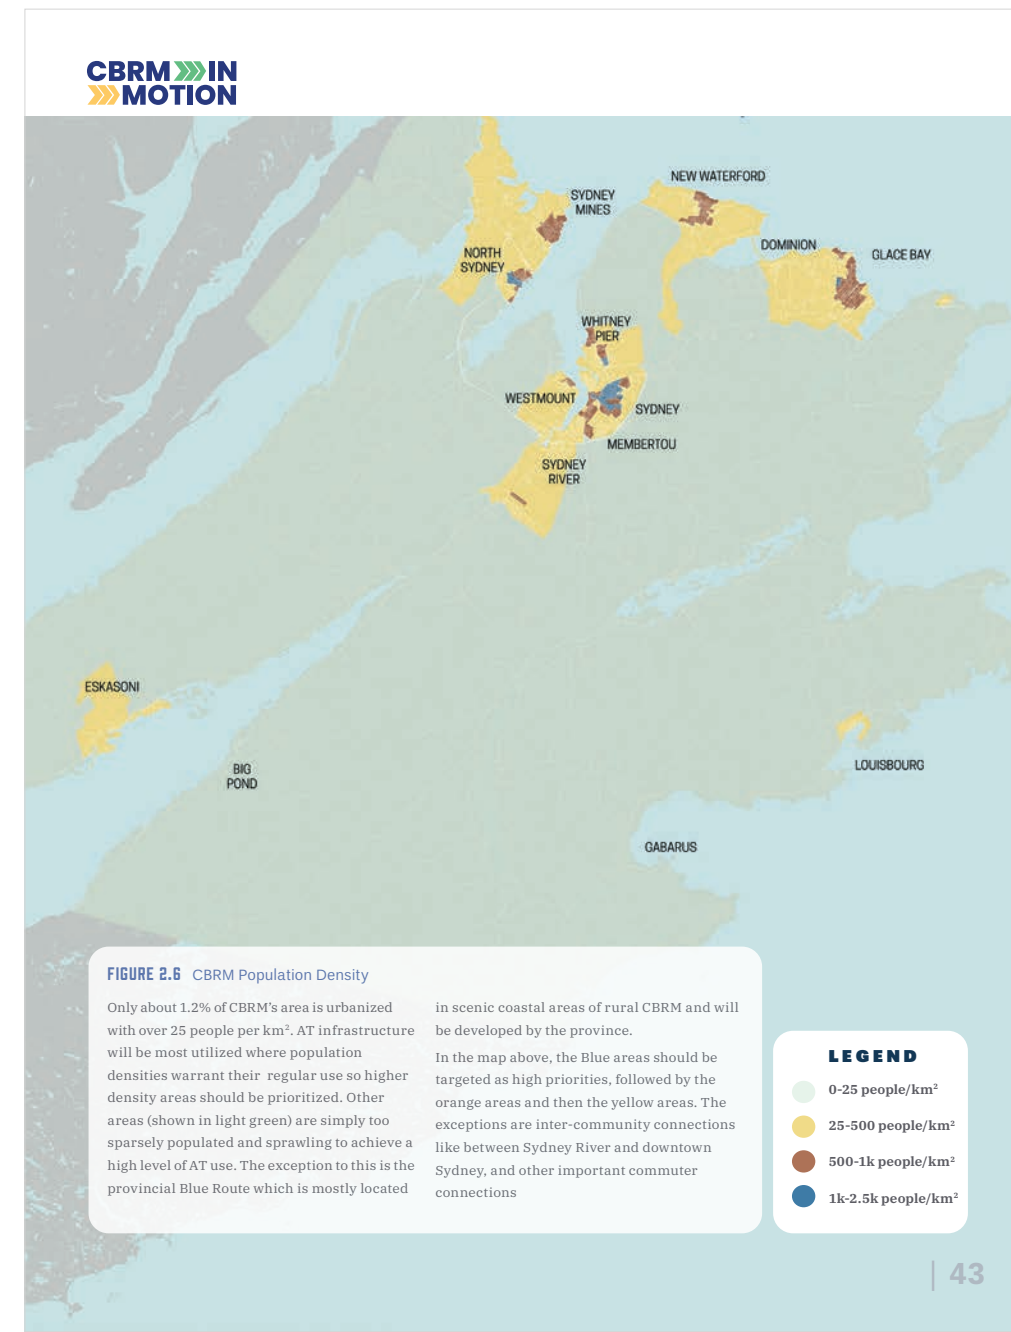 CBRM IN
MOTION
NEW WATERFORD
SYDNEY
MINES
DOMINION
GLACE BAY
NORTH
SYDNEY
WHITNEY
PIER
WESTMOUNT
SYDNEY
MEMBERTOU
SYDNEY
RIVER
ESKASONI
BIG
POND
LOUISBOURG
GABARUS
FIGURE 2.6 CBRM Population Density
Only about 1.2% of CBRM’s area is urbanized
with over 25 people per km². AT infrastructure
will be most utilized where population
densities warrant their regular use so higher
density areas should be prioritized. Other
areas (shown in light green) are simply too
sparsely populated and sprawling to achieve a
high level of AT use. The exception to this is the
provincial Blue Route which is mostly located
in scenic coastal areas of rural CBRM and will
be developed by the province.
In the map above, the Blue areas should be
targeted as high priorities, followed by the
orange areas and then the yellow areas. The
exceptions are inter-community connections
like between Sydney River and downtown
Sydney, and other important commuter
connections
LEGEND
0-25 people/km²
25-500 people/km²
500-1k people/km²
1k-2.5k people/km²
| 43